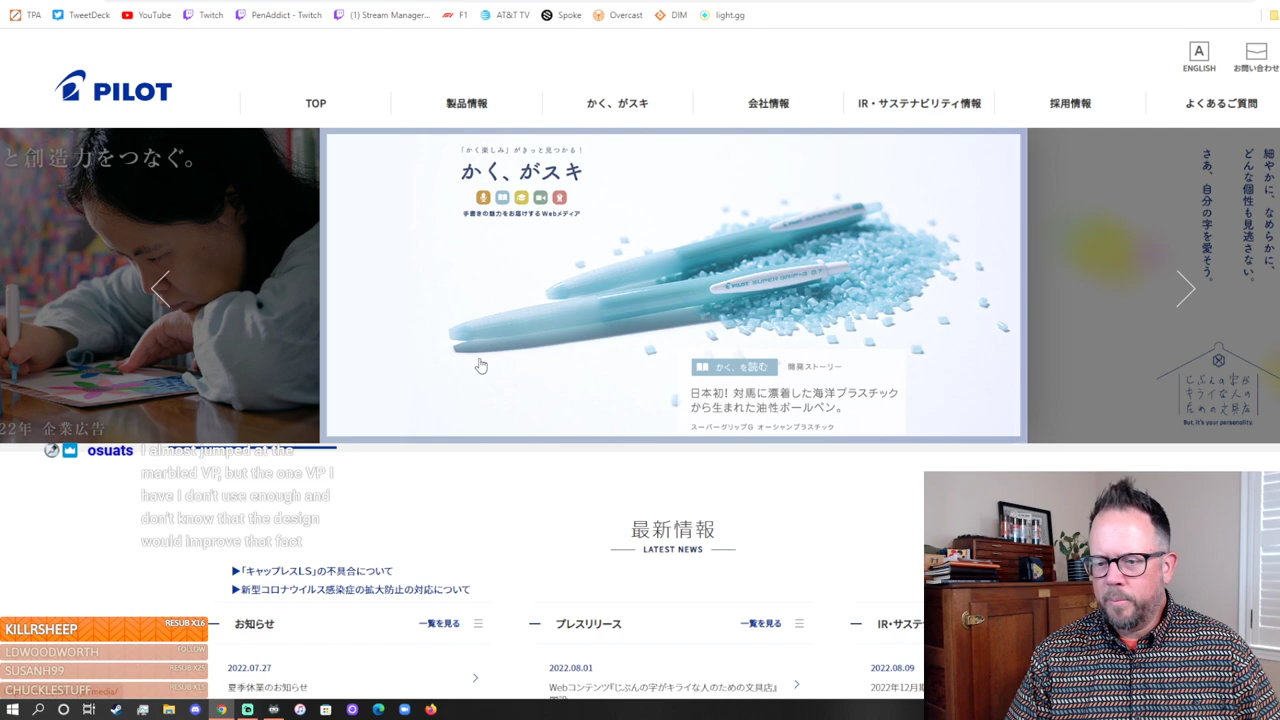 TPA
TweetDeck
YouTube
Twitch
PenAddict - Twitch
(1) Stream Manager...
F1
AT&T TV
Spoke
Overcast
DIM
light.gg
A
ENGLISH
お問い合わせ
PILOT
TOP
製品情報
かく、がスキ
会社情報
IR・サステナビリティ情報
採用情報
よくあるご質問
と創造力をつなぐ。
22年 企業広告
「かく楽しみ」がきっと見つかる！
かく、がスキ
手書きの魅力をお届けするWebメディア
PILOT SUPER GRIP•G 0.7
かく、を読む
開発ストーリー
日本初！対馬に漂着した海洋プラスチック
から生まれた油性ボールペン。
スーパーグリップG オーシャンプラスチック
細やかに、なめらかに、
どんな個性も見逃さない。
さあ、自分の字を愛そう。
じぶんの字が
キライな人の
ための文具店
But, it's your personality.
osuats
I almost jumped at the
marbled VP, but the one VP I
have I don't use enough and
don't know that the design
would improve that fact
最新情報
LATEST NEWS
▶「キャップレスLS」の不具合について
▶新型コロナウイルス感染症の拡大防止の対応について
お知らせ
一覧を見る
プレスリリース
一覧を見る
IR・サステ
2022.07.27
夏季休業のお知らせ
2022.08.01
Webコンテンツ『じぶんの字がキライな人のための文具店』
2022.08.09
2022年12月期
KILLRSHEEP
RESUB X16
LDWOODWORTH
FOLLOW
SUSANH99
RESUB X25
CHUCKLESTUFF
media/